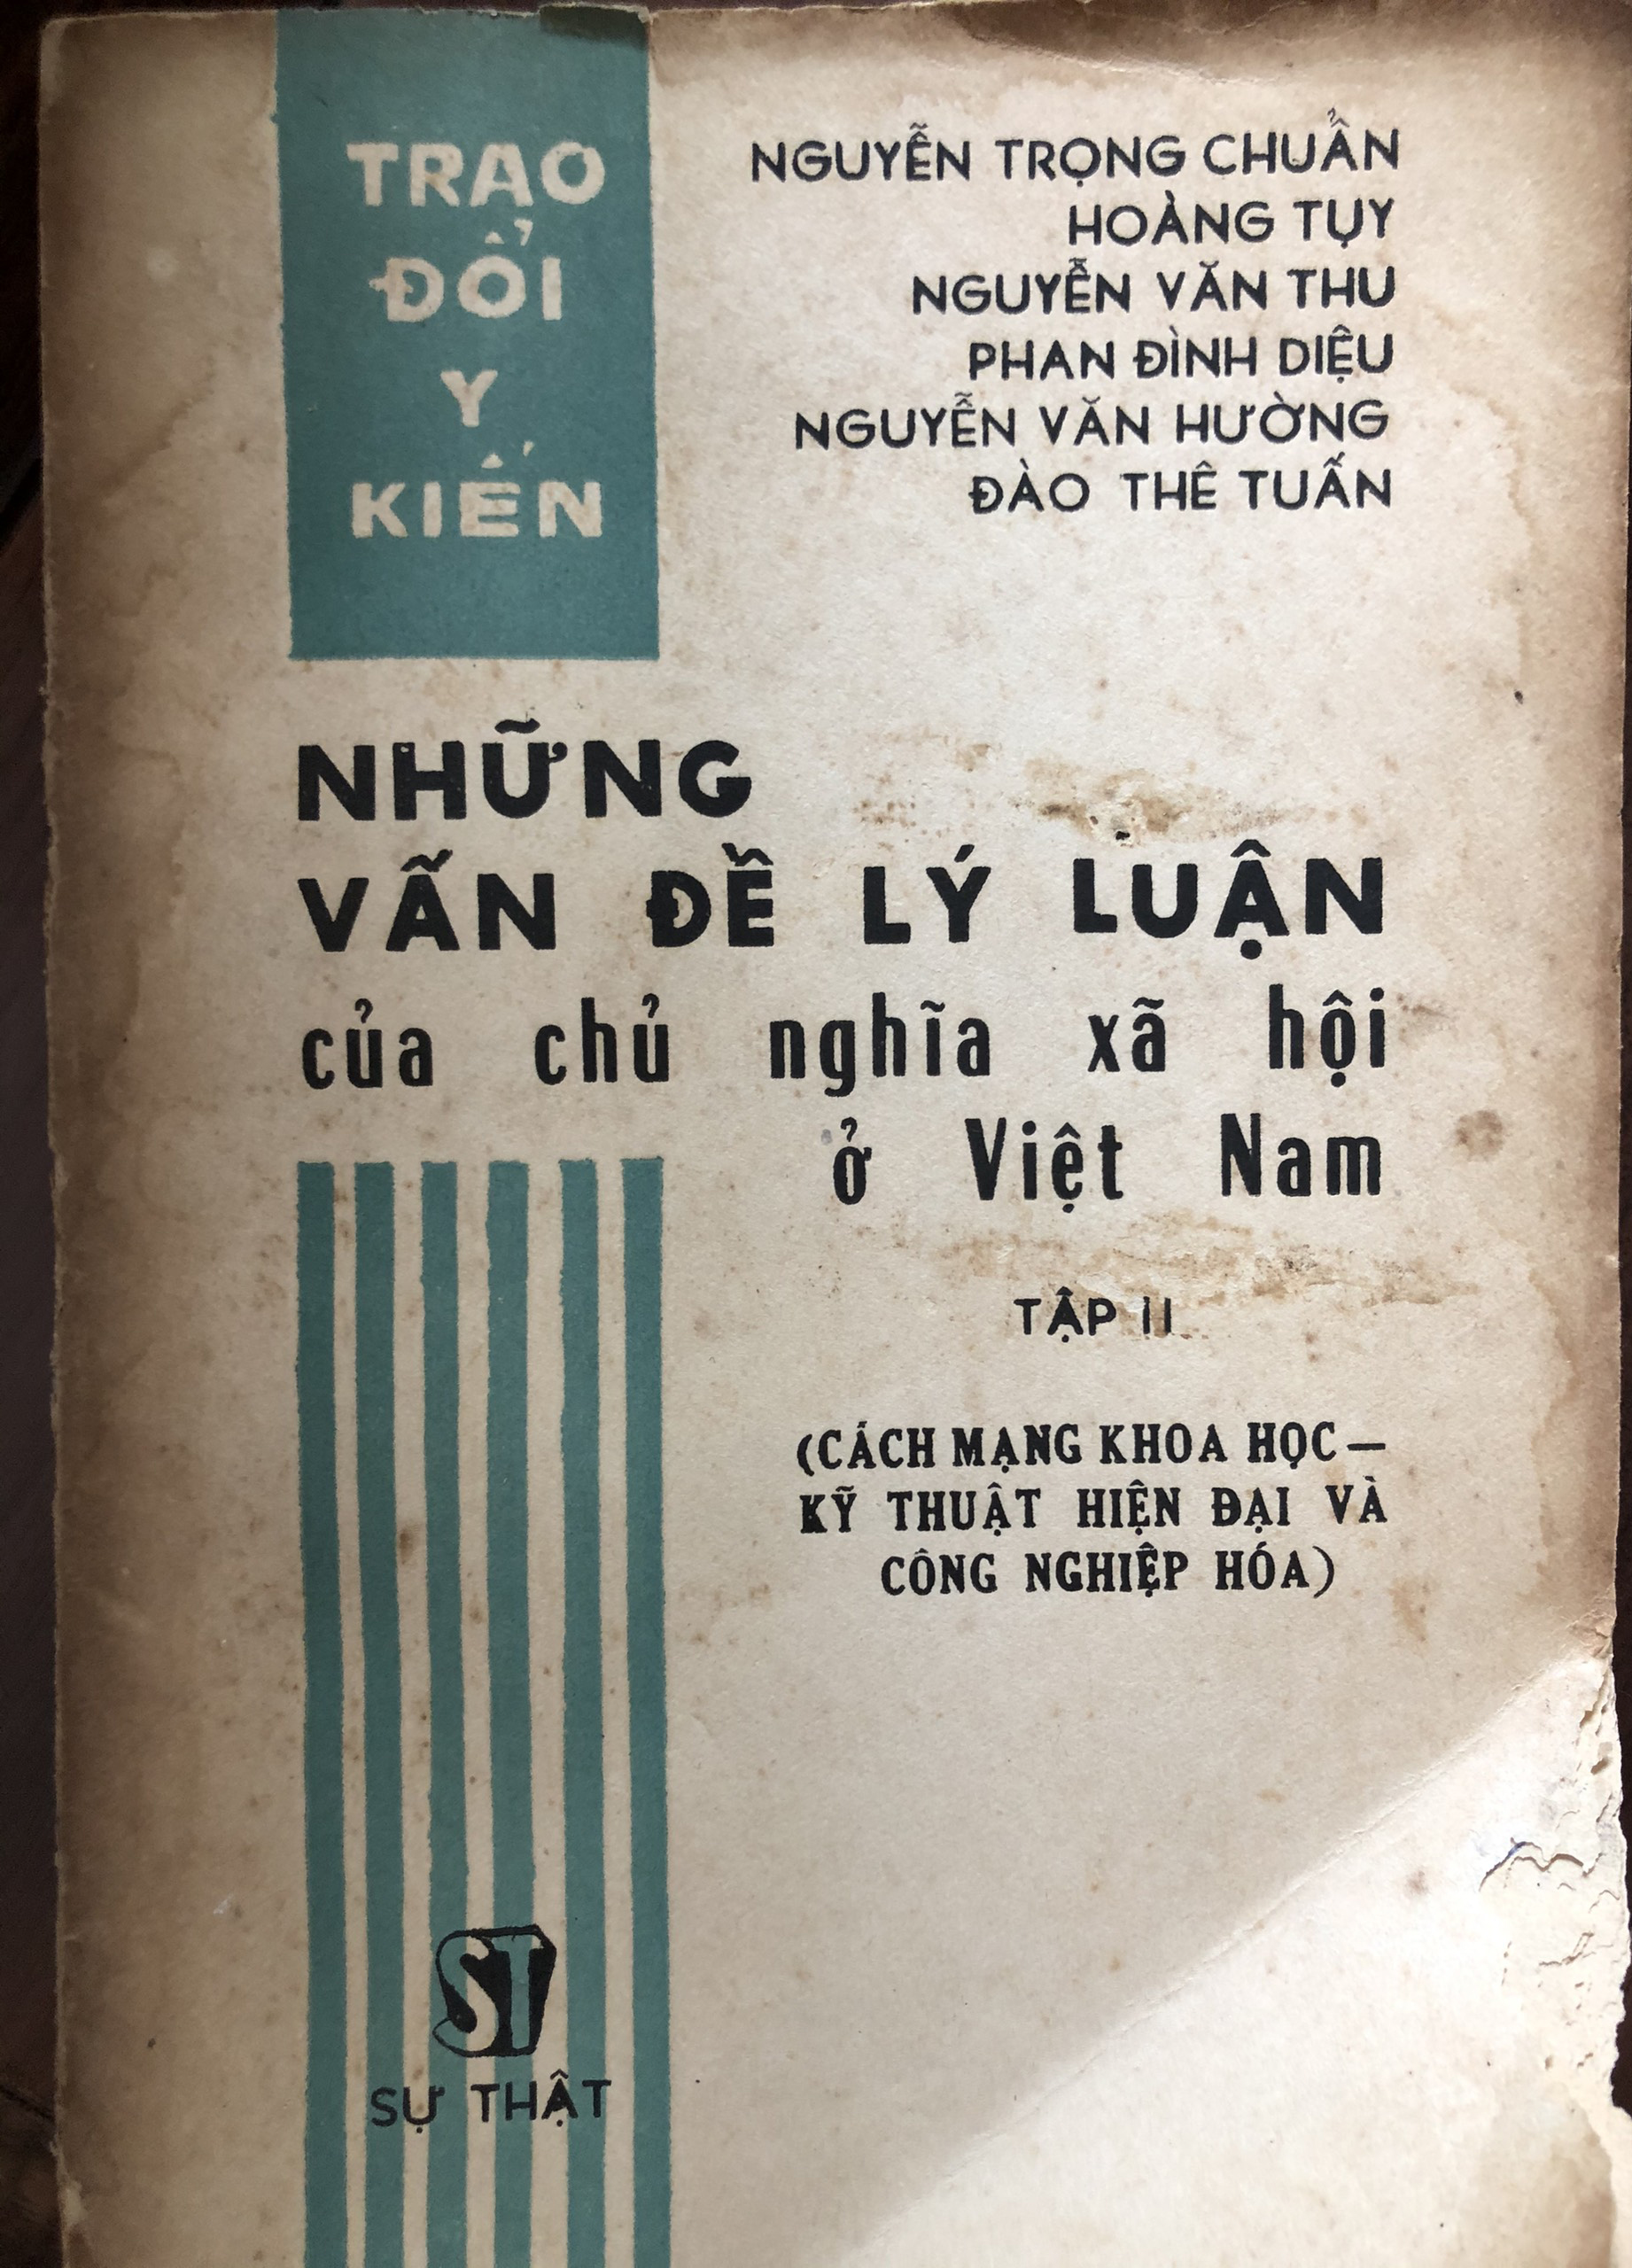 TRAO
ĐỔI
Y
KIẾN
NGUYỄN TRỌNG CHUẨN
HOÀNG TỤY
NGUYỄN VĂN THU
PHAN ĐÌNH DIỆU
NGUYỄN VĂN HƯỜNG
ĐÀO THÊ TUẤN
NHỮNG
VẤN ĐỀ LÝ LUẬN
của chủ nghĩa xã hội
ở Việt Nam
TẬP II
(CÁCH MẠNG KHOA HỌC —
KỸ THUẬT HIỆN ĐẠI VÀ
CÔNG NGHIỆP HÓA)
ST
SỰ THẬT